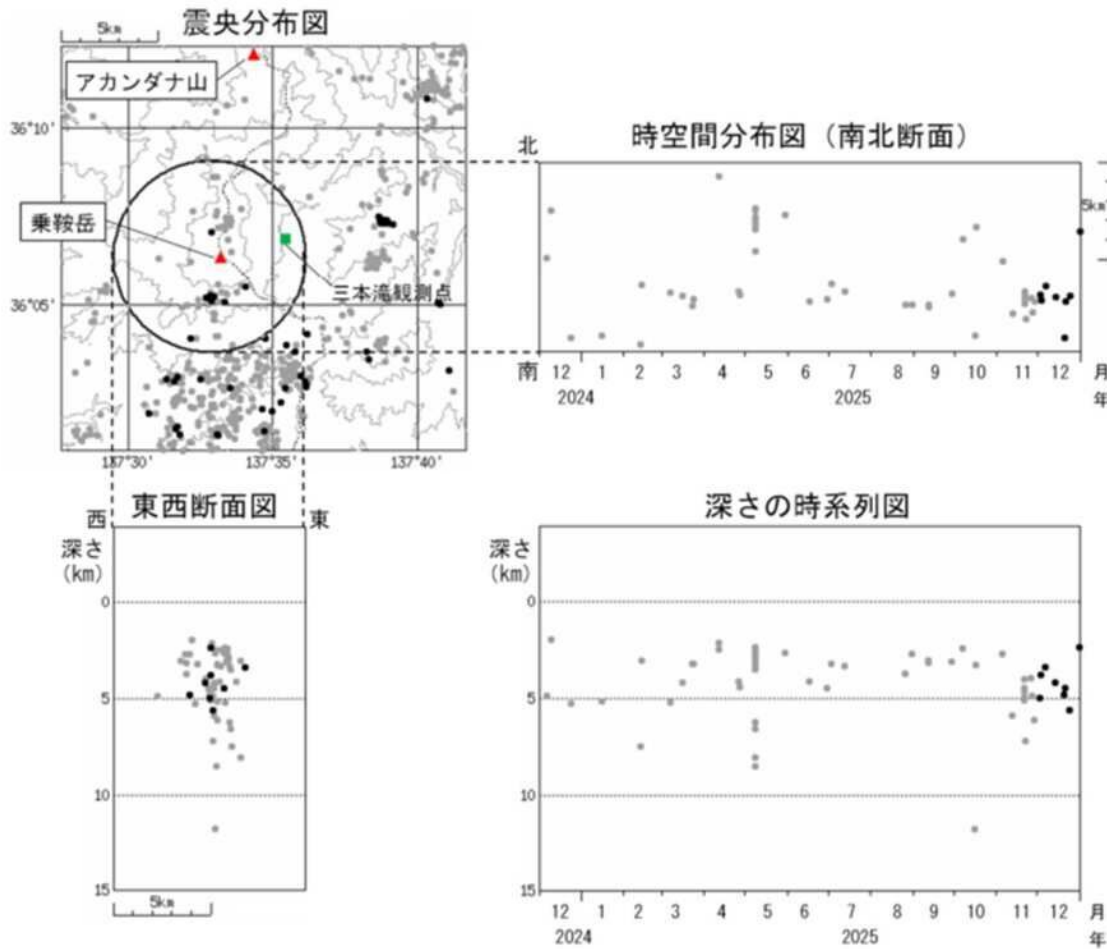 震央分布図
5km
アカンダナ山
36°10'
乗鞍岳
三本滝観測点
36°05'
137°30' 137°35' 137°40'
時空間分布図（南北断面）
北
5km
南
12 1 2 3 4 5 6 7 8 9 10 11 12 月
2024 2025 年
東西断面図
西 東
深さ
(km)
0
5
10
15
5km
深さの時系列図
深さ
(km)
0
5
10
15
12 1 2 3 4 5 6 7 8 9 10 11 12 月
2024 2025 年